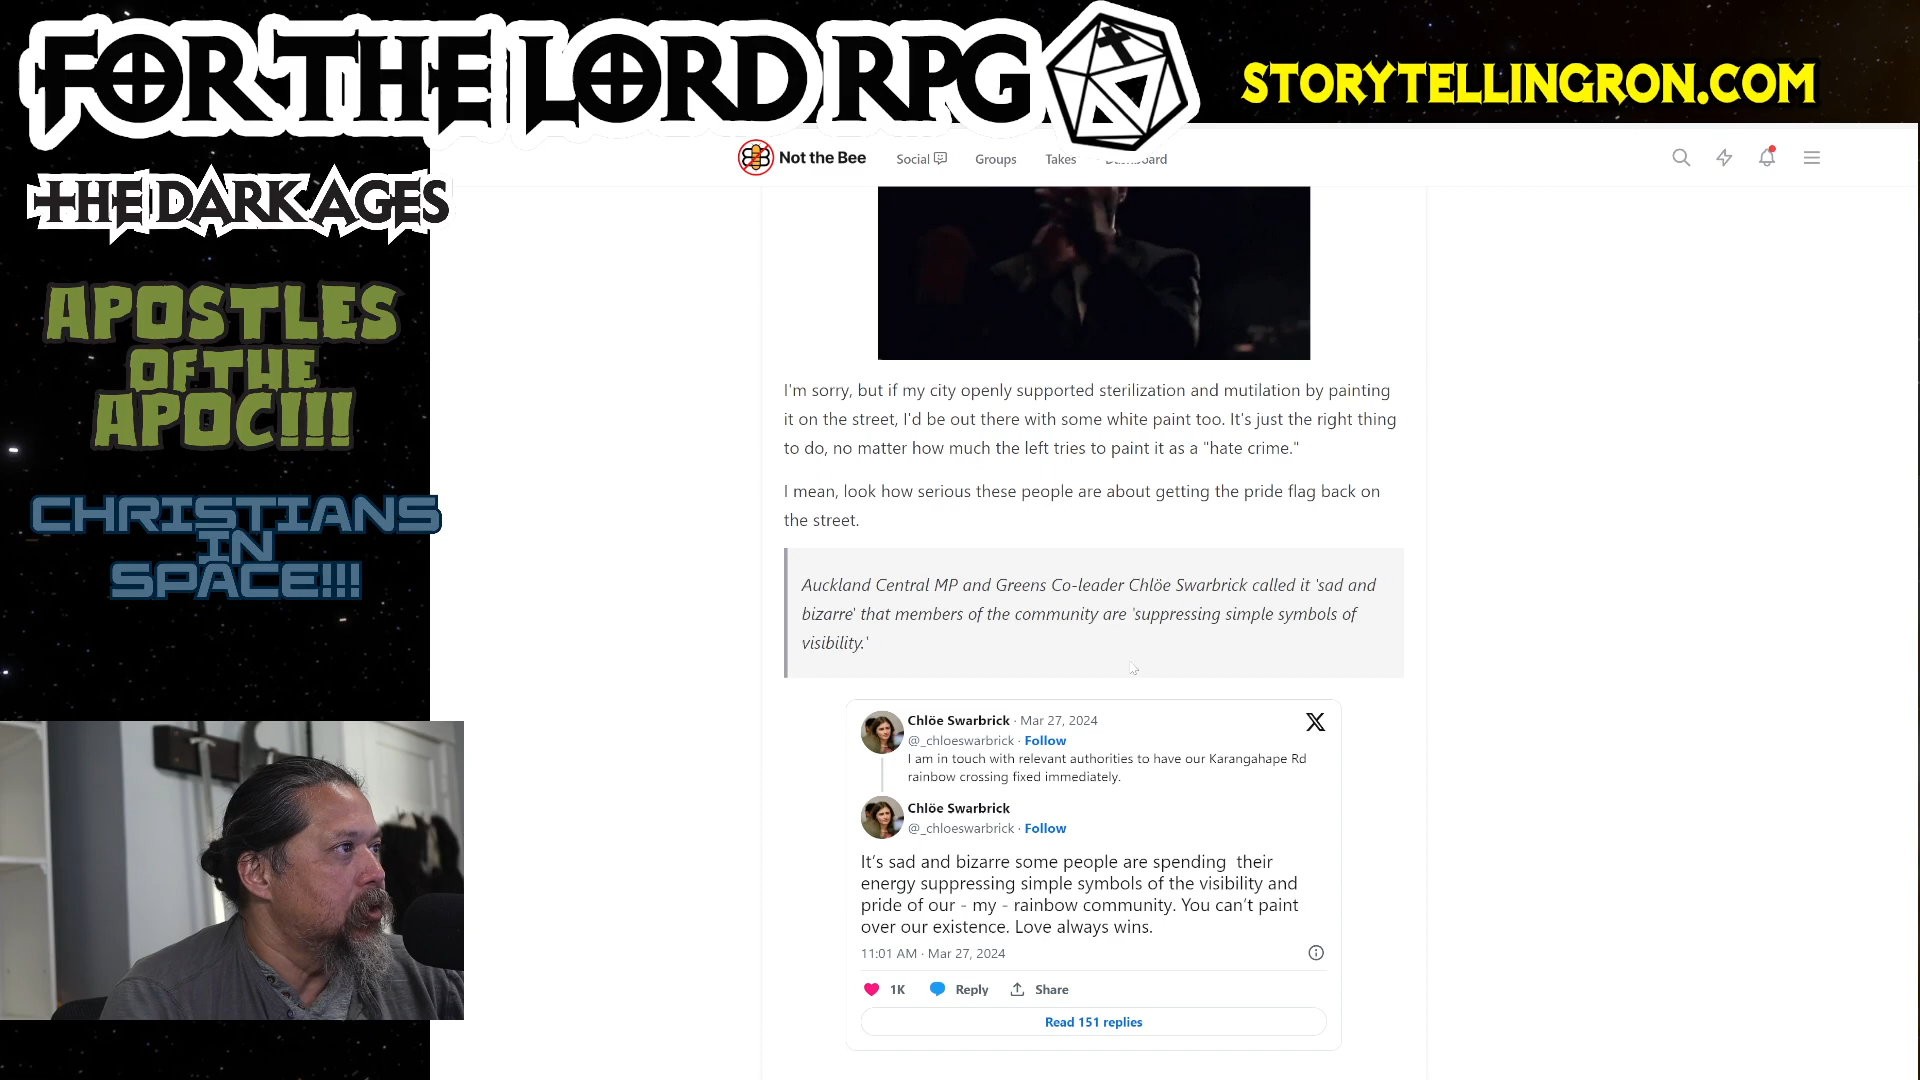 FOR THE LORD RPG
STORYTELLINGRON.COM
THE DARK AGES
APOSTLES
OF THE
APOC!!!
CHRISTIANS
IN
SPACE!!!
Not the Bee
Social
Groups
Takes
Dashboard
I'm sorry, but if my city openly supported sterilization and mutilation by painting
it on the street, I'd be out there with some white paint too. It's just the right thing
to do, no matter how much the left tries to paint it as a "hate crime."
I mean, look how serious these people are about getting the pride flag back on
the street.
Auckland Central MP and Greens Co-leader Chlöe Swarbrick called it 'sad and
bizarre' that members of the community are 'suppressing simple symbols of
visibility.'
Chlöe Swarbrick · Mar 27, 2024
@_chloeswarbrick · Follow
I am in touch with relevant authorities to have our Karangahape Rd
rainbow crossing fixed immediately.
Chlöe Swarbrick
@_chloeswarbrick · Follow
It's sad and bizarre some people are spending their
energy suppressing simple symbols of the visibility and
pride of our - my - rainbow community. You can't paint
over our existence. Love always wins.
11:01 AM · Mar 27, 2024
1K Reply Share
Read 151 replies